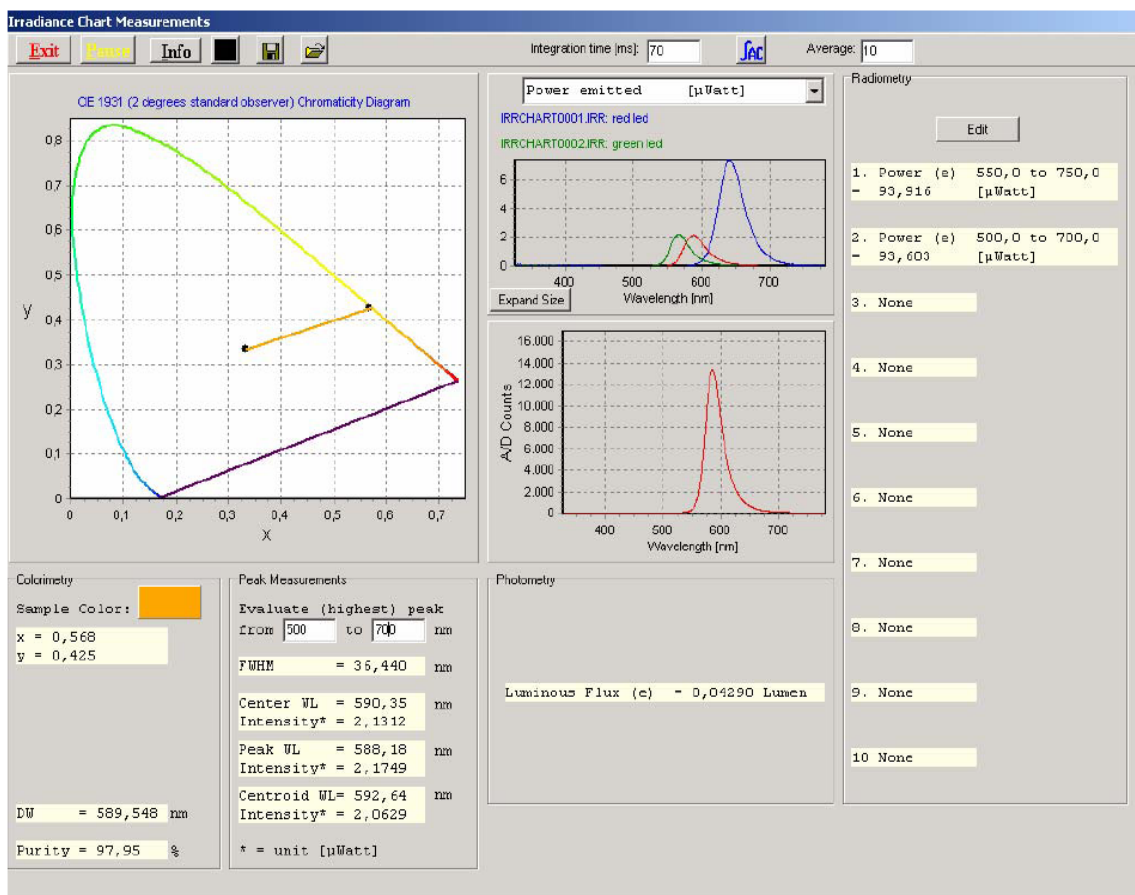 Irradiance Chart Measurements
Exit Pause Info Integration time [ms]: 70 SAC Average: 10
CIE 1931 (2 degrees standard observer) Chromaticity Diagram
0,8
0,7
0,6
0,5
0,4
0,3
0,2
0,1
0
y
0 0,1 0,2 0,3 0,4 0,5 0,6 0,7
X
Power emitted [µWatt]
IRRCHART0001.IRR: red led
IRRCHART0002.IRR: green led
6
4
2
0
400 500 600 700
Wavelength [nm]
Expand Size
16.000
14.000
12.000
10.000
8.000
6.000
4.000
2.000
0
A/D Counts
400 500 600 700
Wavelength [nm]
Radiometry
Edit
1. Power (e) 550,0 to 750,0
= 93,916 [µWatt]
2. Power (e) 500,0 to 700,0
= 93,603 [µWatt]
3. None
4. None
5. None
6. None
7. None
8. None
9. None
10 None
Colorimetry
Sample Color:
x = 0,568
y = 0,425
DW = 589,548 nm
Purity = 97,95 %
Peak Measurements
Evaluate (highest) peak
from 500 to 700 nm
FWHM = 36,440 nm
Center WL = 590,35 nm
Intensity* = 2,1312
Peak WL = 588,18 nm
Intensity* = 2,1749
Centroid WL= 592,64 nm
Intensity* = 2,0629
* = unit [µWatt]
Photometry
Luminous Flux (e) = 0,04290 Lumen